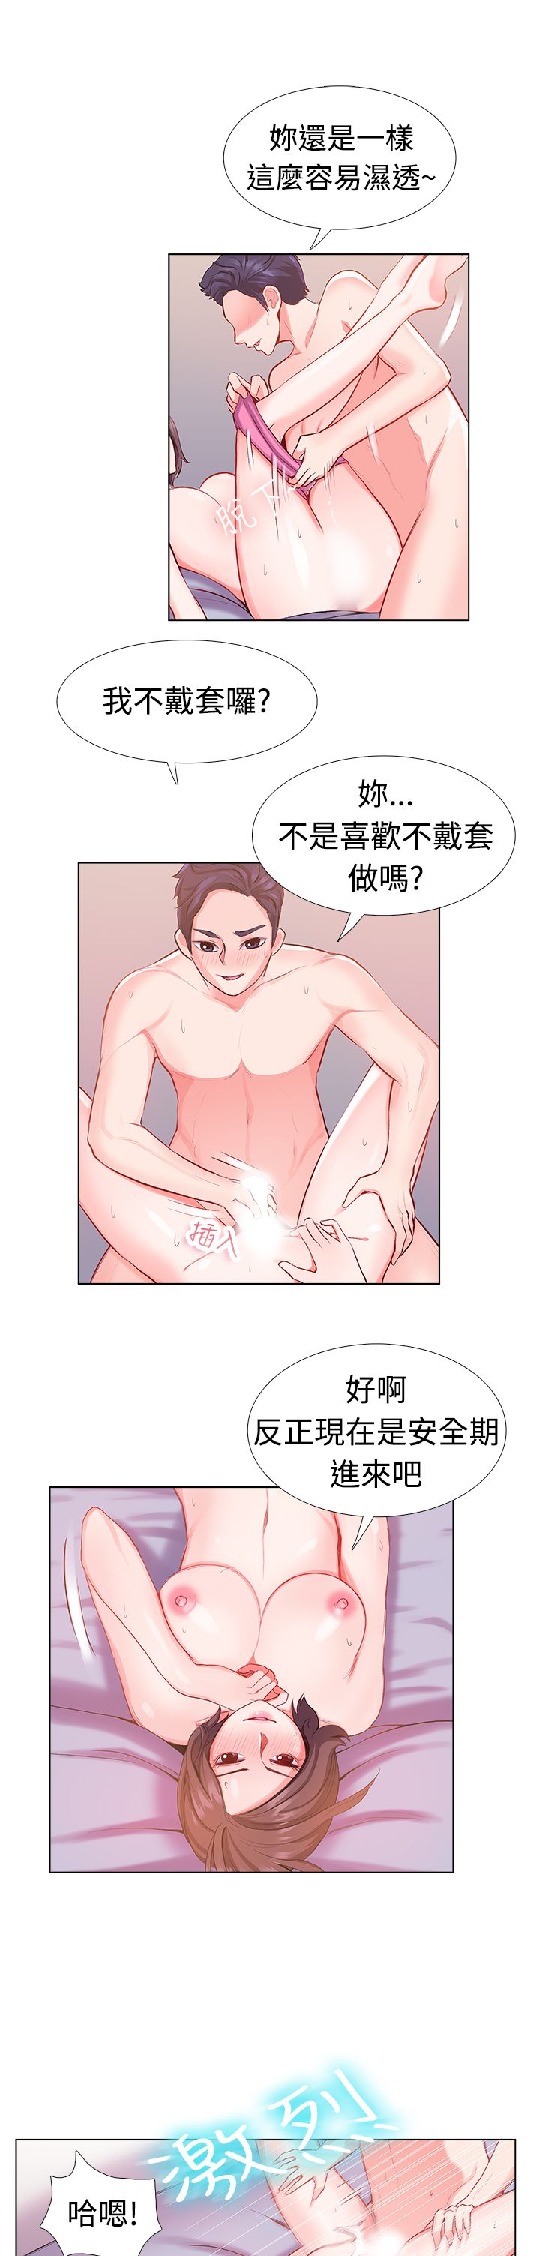 妳還是一樣
這麼容易濕透~
脫下
我不戴套囉?
妳...
不是喜歡不戴套
做嗎?
插入
好啊
反正現在是安全期
進來吧
激烈
哈嗯!